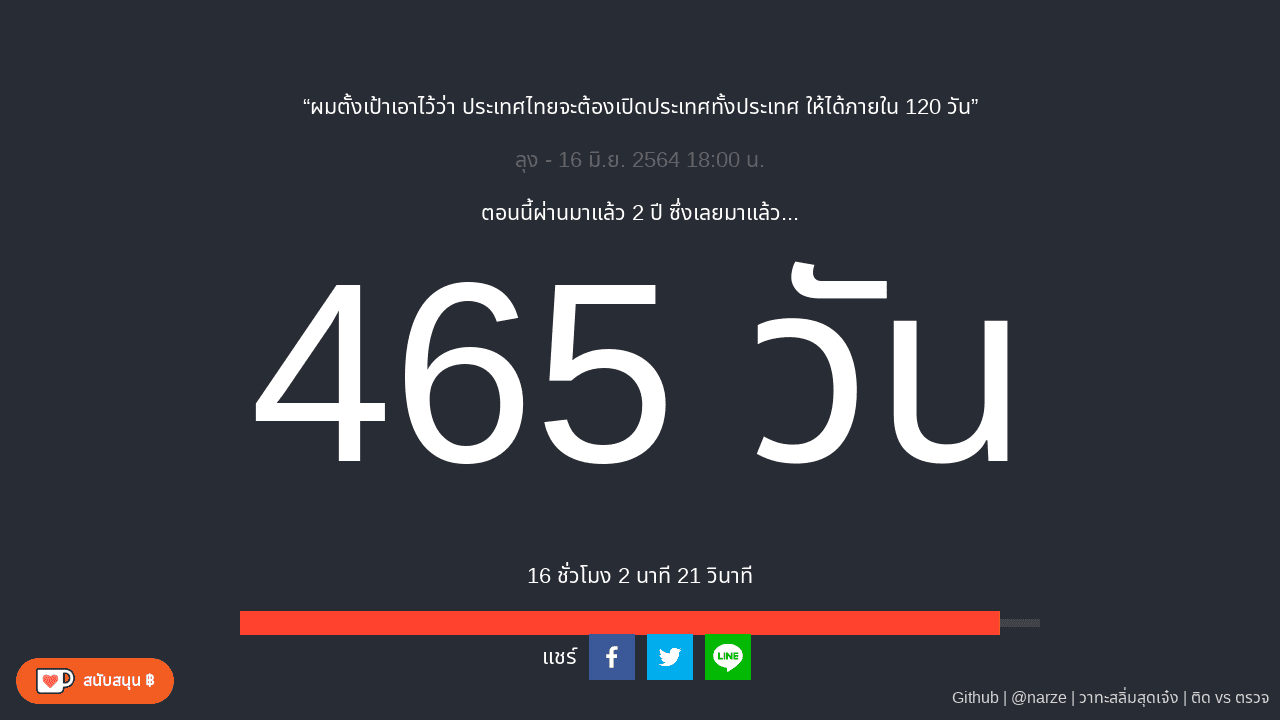 “ผมตั้งเป้าเอาไว้ว่า ประเทศไทยจะต้องเปิดประเทศทั้งประเทศ ให้ได้ภายใน 120 วัน”
ลุง - 16 มิ.ย. 2564 18:00 น.
ตอนนี้ผ่านมาแล้ว 2 ปี ซึ่งเลยมาแล้ว...
465 วัน
16 ชั่วโมง 2 นาที 21 วินาที
แชร์
LINE
สนับสนุน ฿
Github | @narze | วาทะสลิ่มสุดเจ๋ง | ติด vs ตรวจ